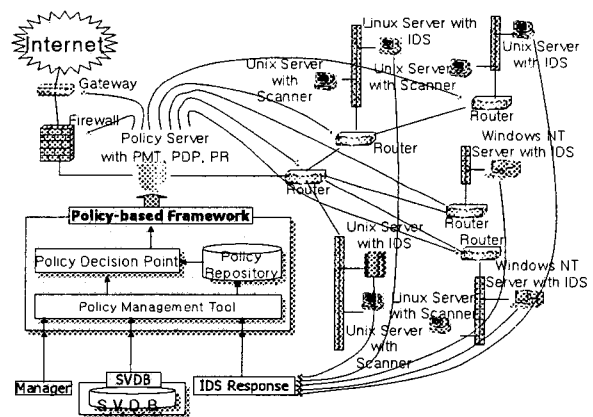 Internet
Gateway
Firewall
Policy Server
with PMT, PDP, PR
Linux Server with
IDS
Unix Server
with
Scanner
Unix Server
with Scanner
Unix Server
with IDS
Router
Router
Router
Windows NT
Server with IDS
Router
Router
Unix Server
with IDS
Windows NT
Server with IDS
Linux Server
with Scanner
Unix Server
with
Scanner
Policy-based Framework
Policy Decision Point
Policy
Repository
Policy Management Tool
Manager
SVDB
S.V.D.B
IDS Response